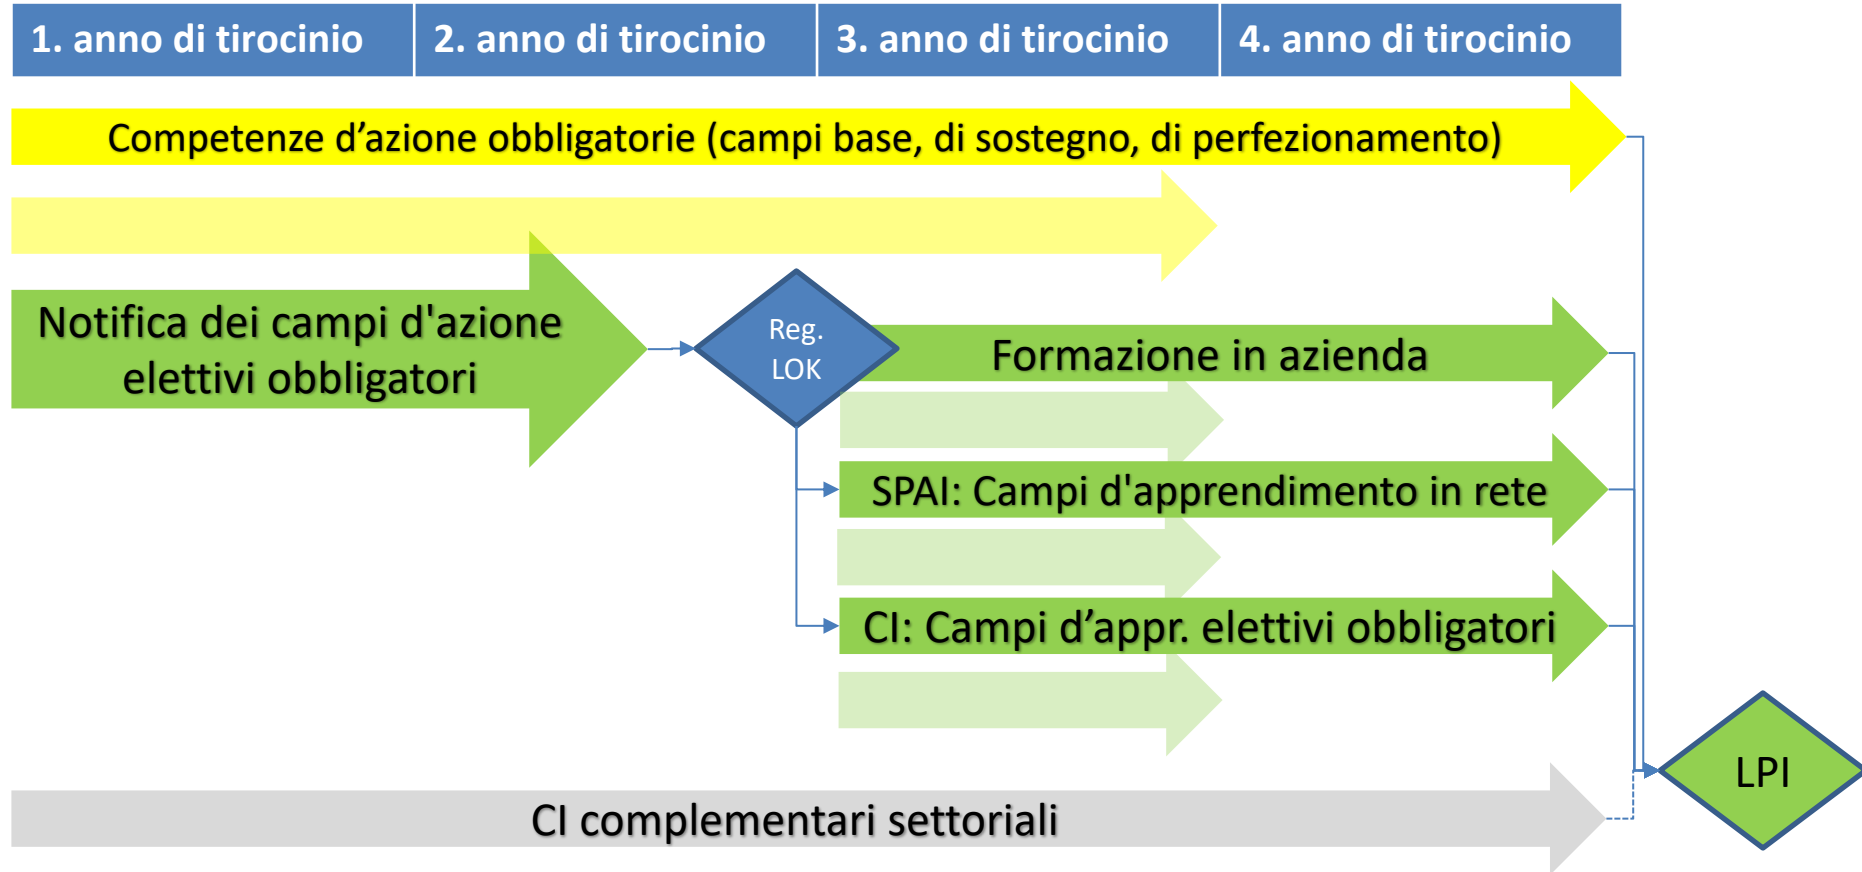 1. anno di tirocinio
2. anno di tirocinio
3. anno di tirocinio
4. anno di tirocinio
Competenze d’azione obbligatorie (campi base, di sostegno, di perfezionamento)
Notifica dei campi d'azione
elettivi obbligatori
Reg.
LOK
Formazione in azienda
SPAI: Campi d'apprendimento in rete
CI: Campi d’appr. elettivi obbligatori
LPI
CI complementari settoriali